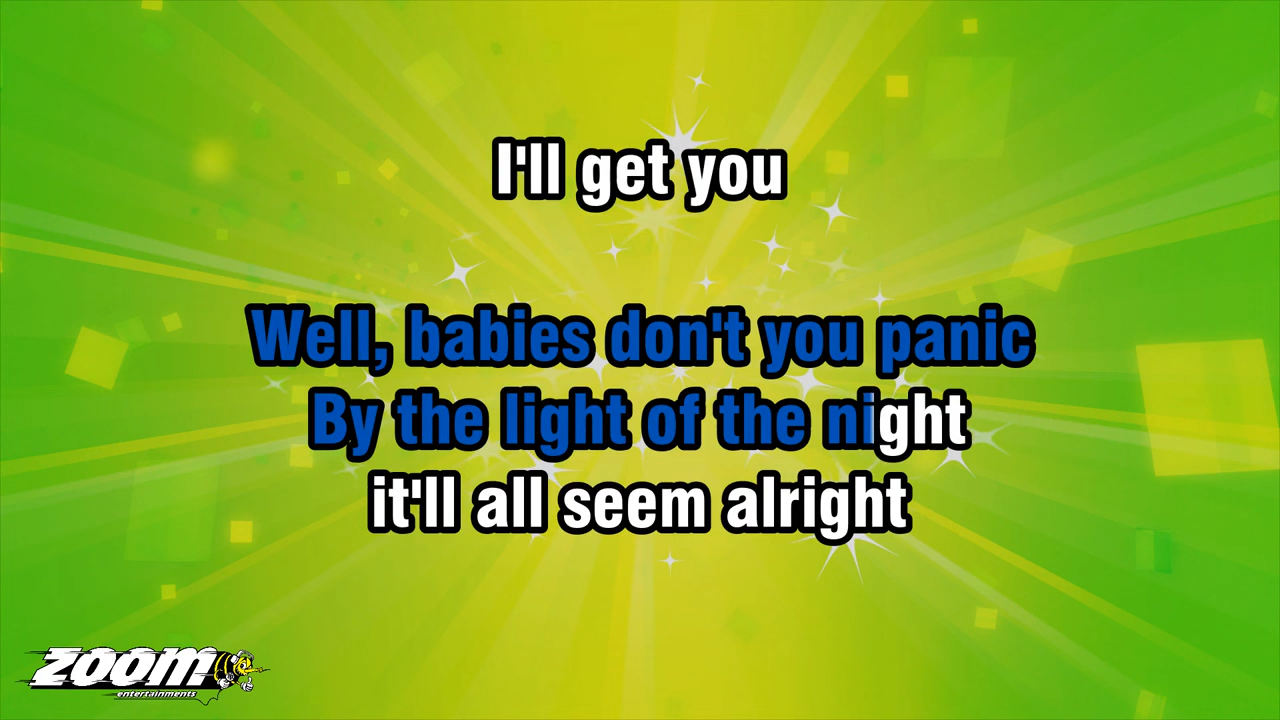 I'll get you
Well, babies don't you panic
By the light of the night
it'll all seem alright
ZOOM
entertainments